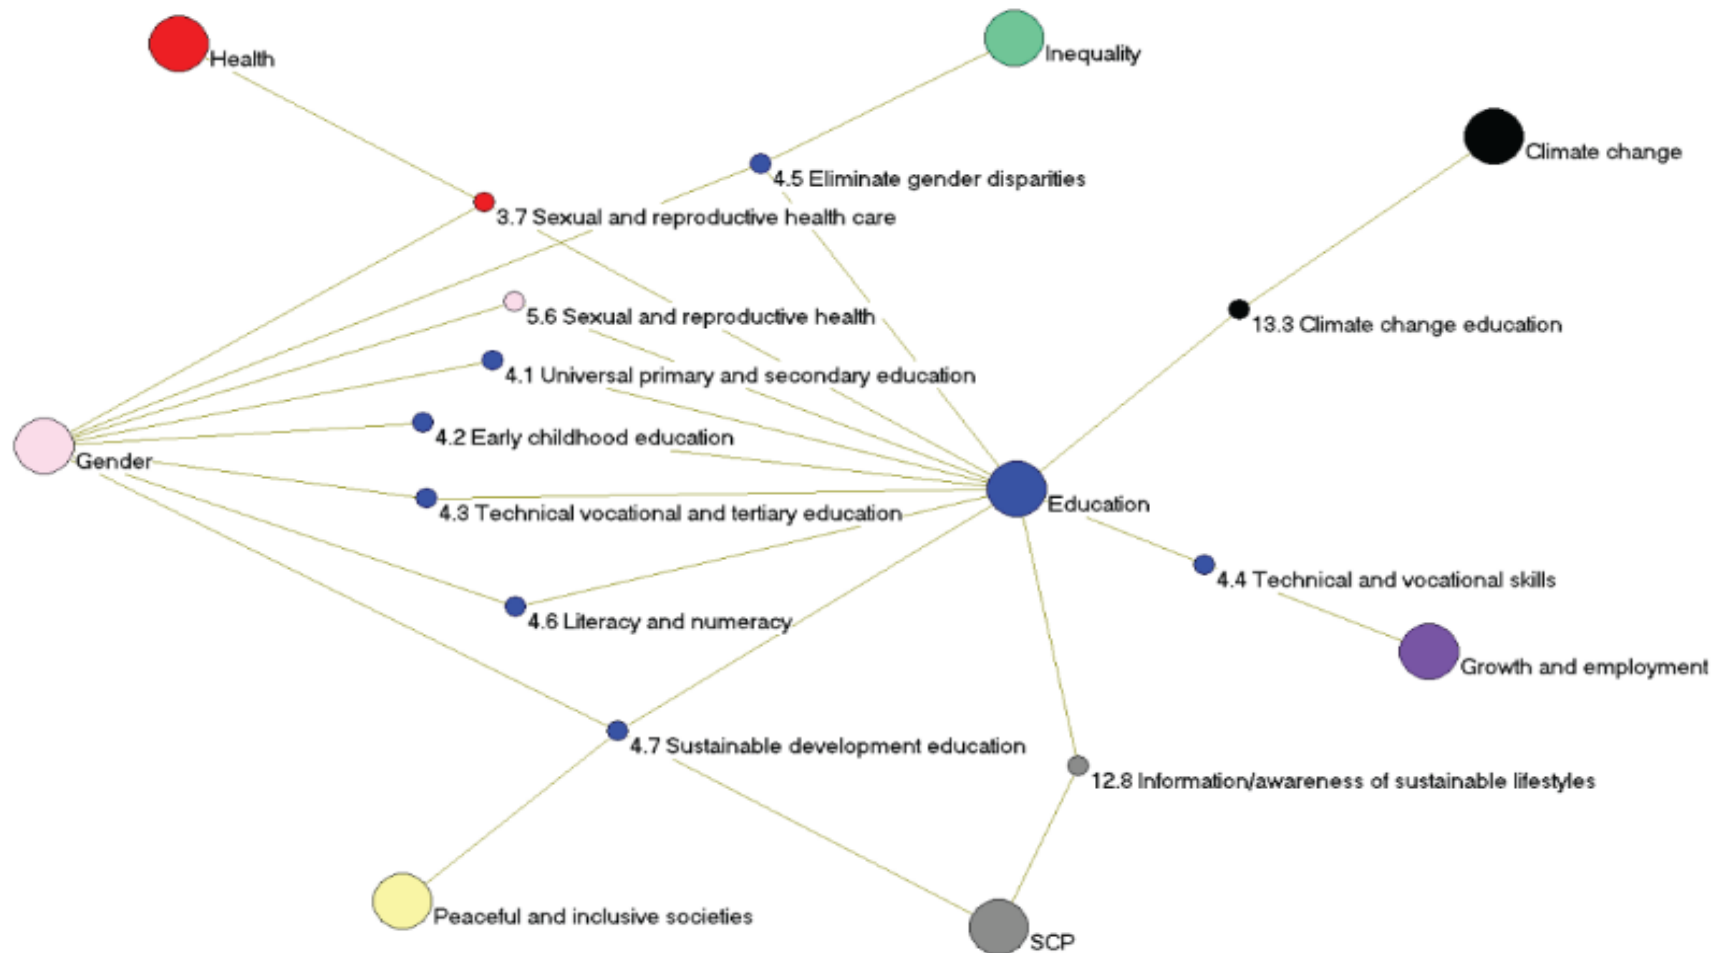 Health
Inequality
Climate change
4.5 Eliminate gender disparities
3.7 Sexual and reproductive health care
5.6 Sexual and reproductive health
13.3 Climate change education
4.1 Universal primary and secondary education
4.2 Early childhood education
Gender
4.3 Technical vocational and tertiary education
Education
4.4 Technical and vocational skills
4.6 Literacy and numeracy
Growth and employment
4.7 Sustainable development education
12.8 Information/awareness of sustainable lifestyles
Peaceful and inclusive societies
SCP